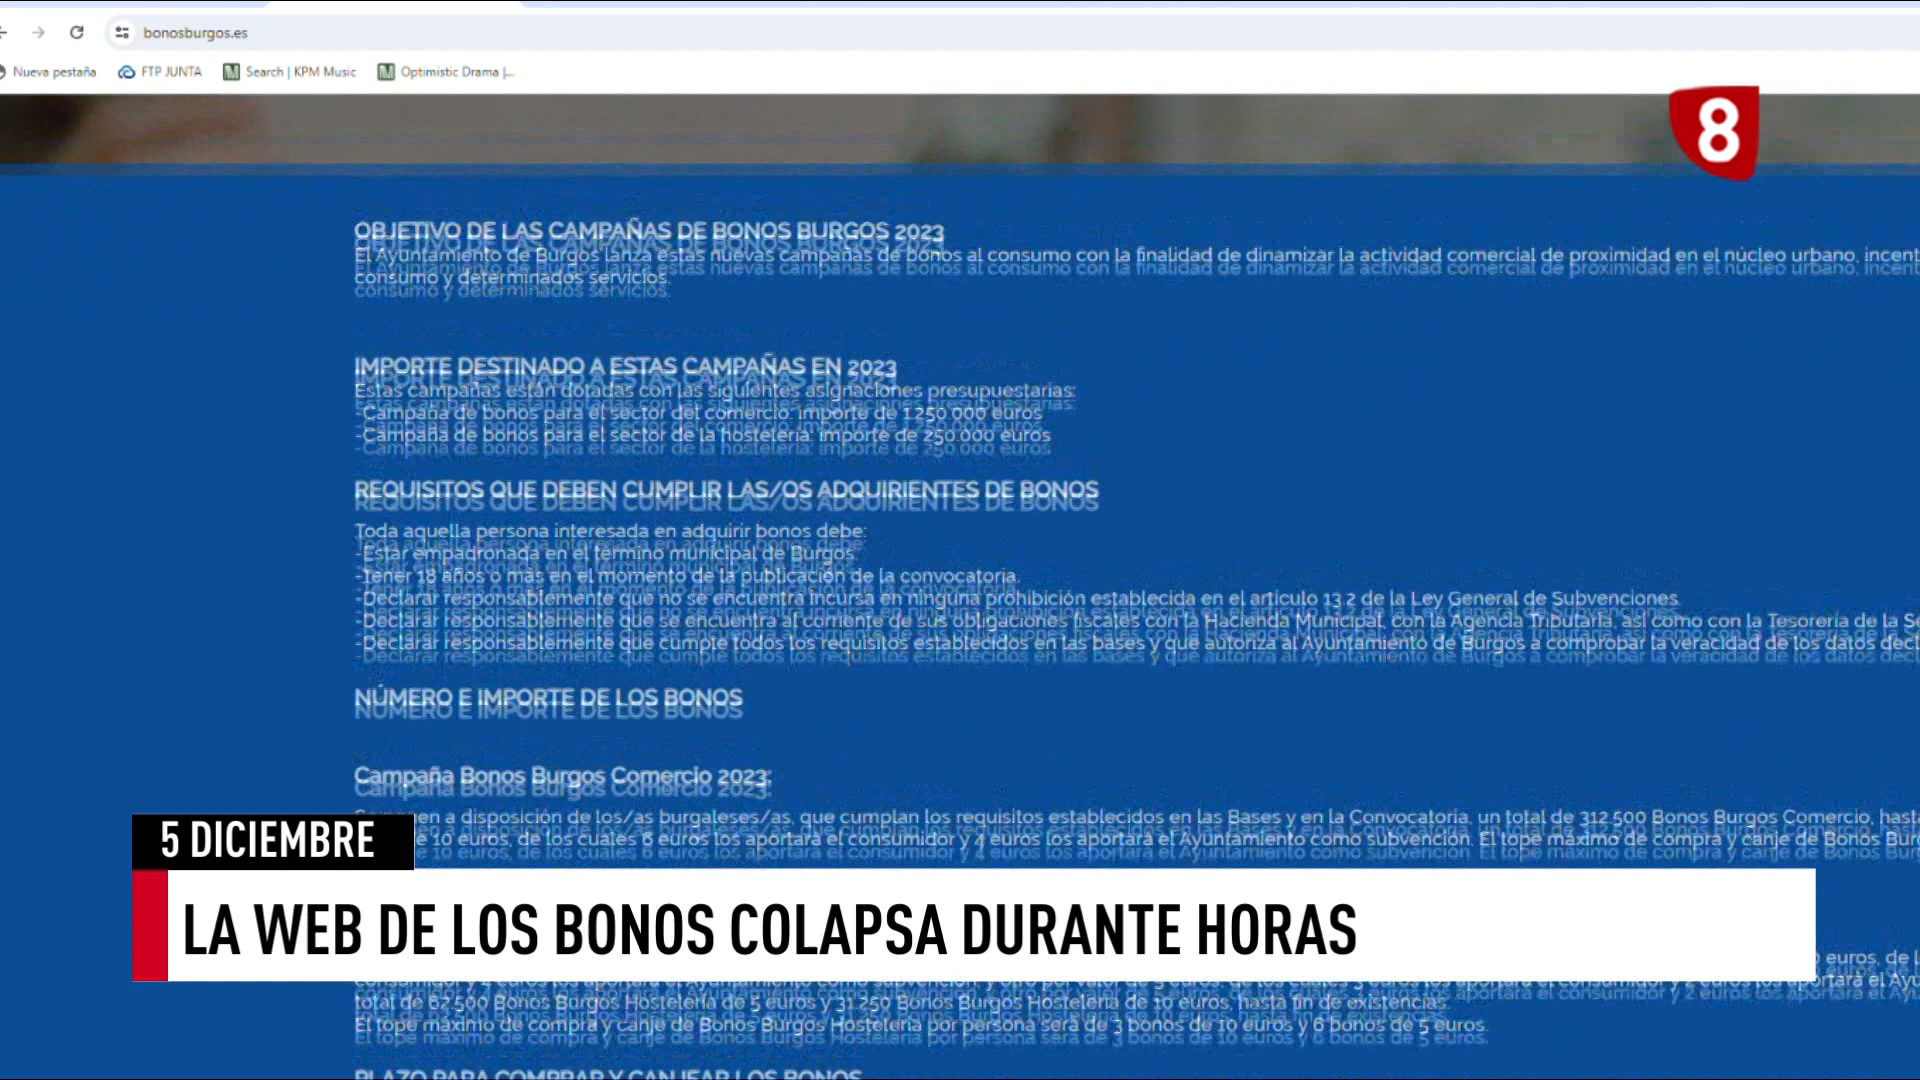 bonosburgos.es
Nueva pestaña
FTP JUNTA
Search | KPM Music
Optimistic Drama |...
8
OBJETIVO DE LAS CAMPAÑAS DE BONOS BURGOS 2023
El Ayuntamiento de Burgos lanza estas nuevas campañas de bonos al consumo con la finalidad de dinamizar la actividad comercial de proximidad en el núcleo urbano, incent
consumo y determinados servicios.
IMPORTE DESTINADO A ESTAS CAMPAÑAS EN 2023
Estas campañas están dotadas con las siguientes asignaciones presupuestarias:
-Campaña de bonos para el sector del comercio: importe de 1.250.000 euros
-Campaña de bonos para el sector de la hostelería: importe de 250.000 euros
REQUISITOS QUE DEBEN CUMPLIR LAS/OS ADQUIRIENTES DE BONOS
Toda aquella persona interesada en adquirir bonos debe:
-Estar empadronada en el término municipal de Burgos.
-Tener 18 años o más en el momento de la publicación de la convocatoria.
-Declarar responsablemente que no se encuentra incursa en ninguna prohibición establecida en el artículo 13.2 de la Ley General de Subvenciones.
-Declarar responsablemente que se encuentra al corriente de sus obligaciones fiscales con la Hacienda Municipal, con la Agencia Tributaria, así como con la Tesorería de la S
-Declarar responsablemente que cumple todos los requisitos establecidos en las bases y que autoriza al Ayuntamiento de Burgos a comprobar la veracidad de los datos decl
NÚMERO E IMPORTE DE LOS BONOS
Campaña Bonos Burgos Comercio 2023:
en a disposición de los/as burgaleses/as, que cumplan los requisitos establecidos en las Bases y en la Convocatoria, un total de 312.500 Bonos Burgos Comercio, hasta
e 10 euros, de los cuales 6 euros los aportará el consumidor y 4 euros los aportará el Ayuntamiento como subvención. El tope máximo de compra y canje de Bonos Bur
5 DICIEMBRE
LA WEB DE LOS BONOS COLAPSA DURANTE HORAS
euros, de l
total de 62.500 Bonos Burgos Hostelería de 5 euros y 31.250 Bonos Burgos Hostelería de 10 euros, hasta fin de existencias.
El tope máximo de compra y canje de Bonos Burgos Hostelería por persona será de 3 bonos de 10 euros y 6 bonos de 5 euros.
PLAZO PARA COMPRAR Y CANJEAR LOS BONOS